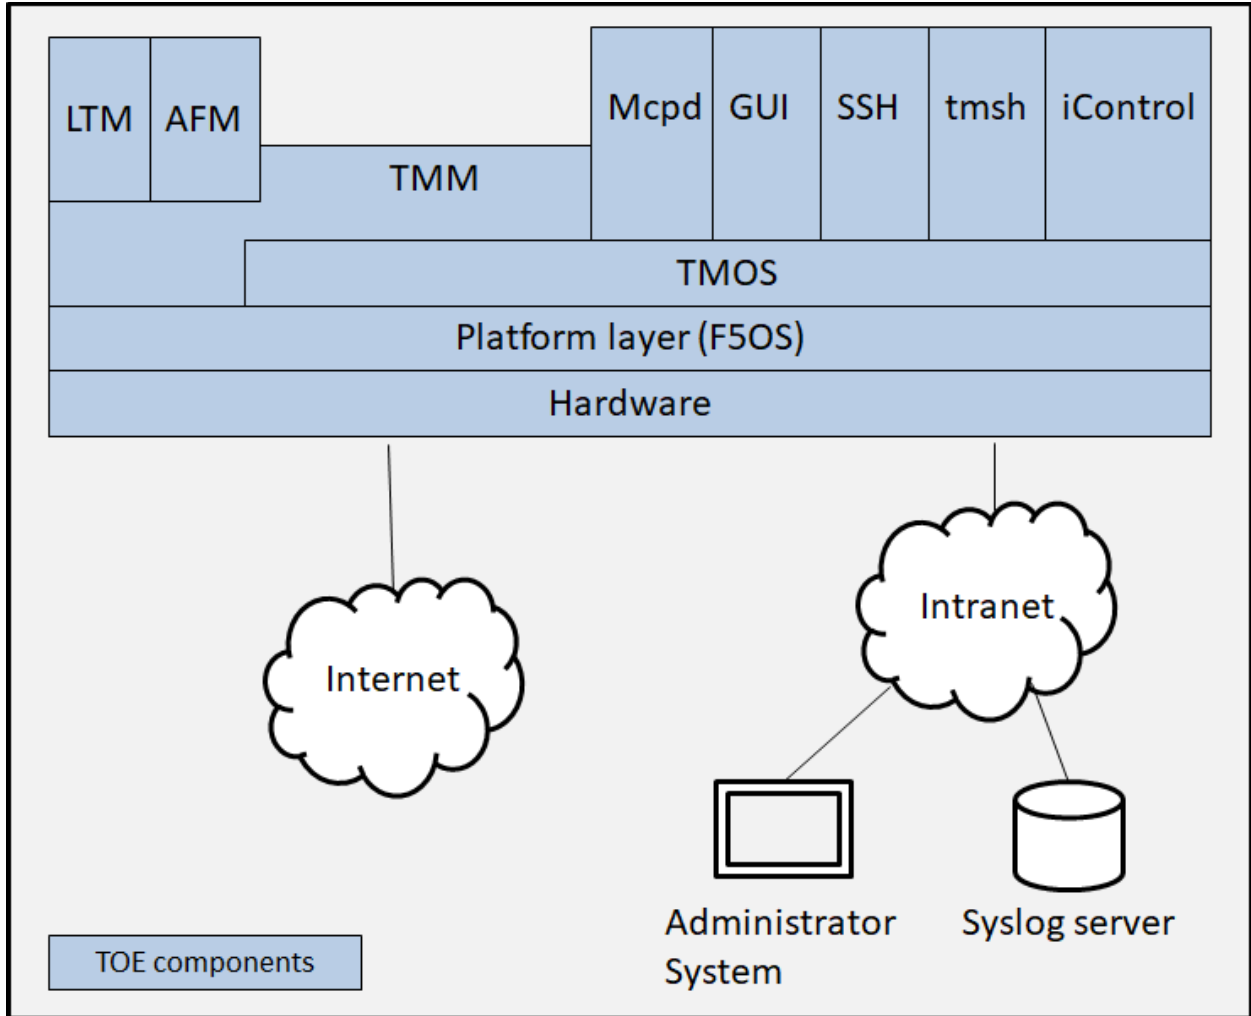 LTM
AFM
TMM
Mcpd
GUI
SSH
tmsh
iControl
TMOS
Platform layer (F5OS)
Hardware
Internet
Intranet
Administrator
System
Syslog server
TOE components